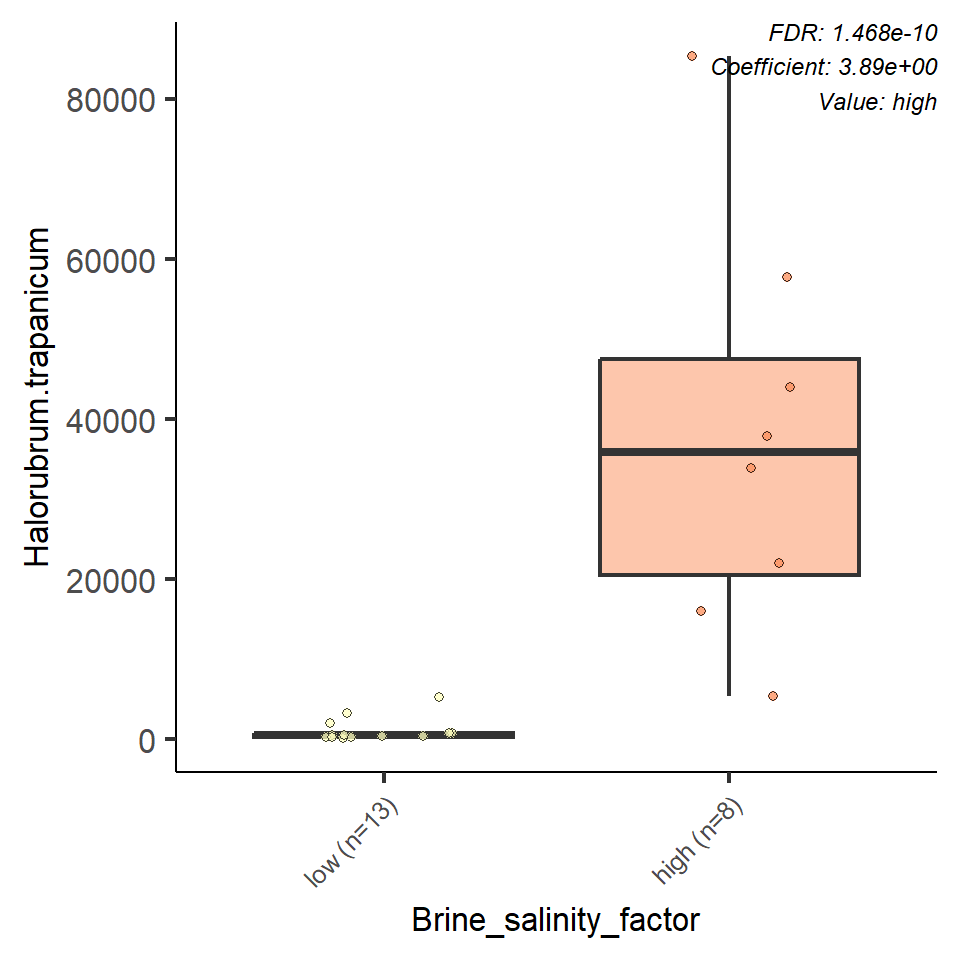 FDR: 1.468e-10
Coefficient: 3.89e+00
Value: high
80000
60000
40000
20000
0
Halorubrum.trapanicum
low (n=13)
high (n=8)
Brine_salinity_factor